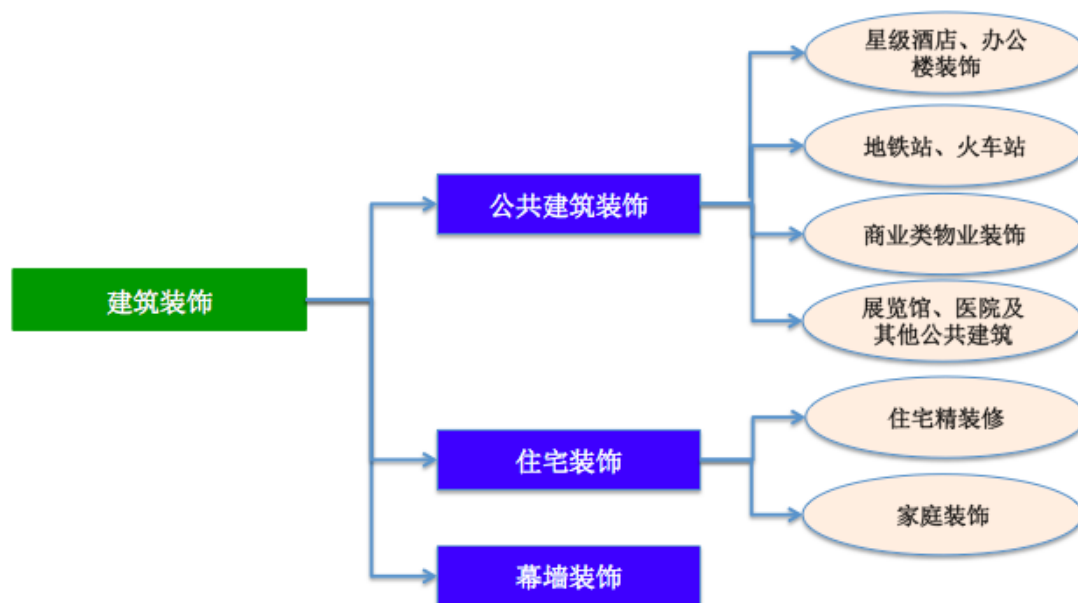 建筑装饰
公共建筑装饰
星级酒店、办公
楼装饰
地铁站、火车站
商业类物业装饰
展览馆、医院及
其他公共建筑
住宅装饰
住宅精装修
家庭装饰
幕墙装饰